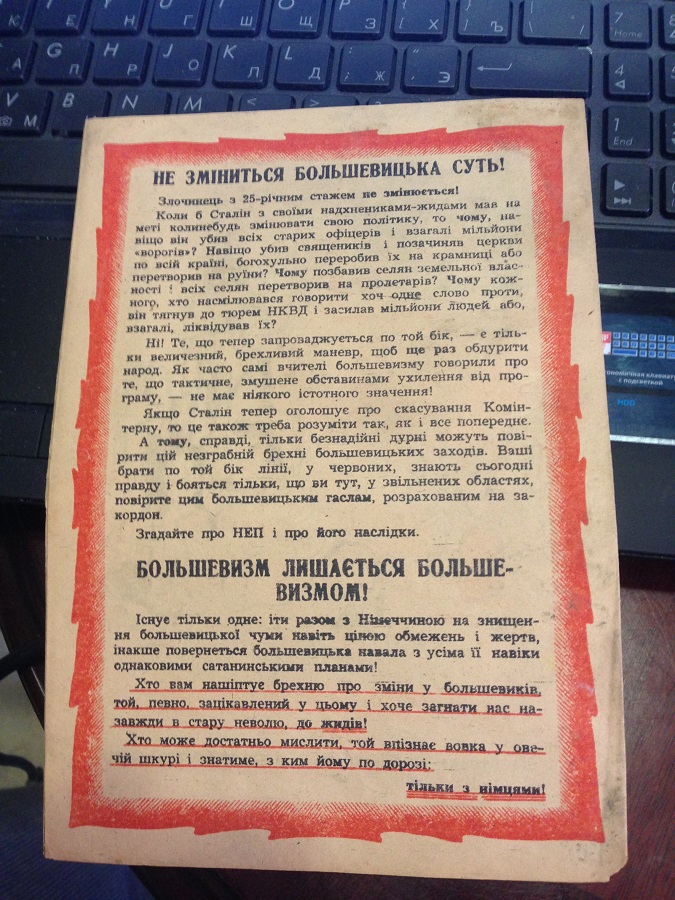 НЕ ЗМІНИТЬСЯ БОЛЬШЕВИЦЬКА СУТЬ!
Злочинець з 25-річним стажем не змінюється!
Коли б Сталін з своїми надхнениками-жидами мав на
меті колинебудь змінювати свою політику, то чому, на-
віщо він убив всіх старих офіцерів і взагалі мільйони
«ворогів»? Навіщо убив священиків і позачиняв церкви
по всій країні, богохульно переробив їх на крамниці або
перетворив на руїни? Чому позбавив селян земельної влас-
ності і всіх селян перетворив на пролетарів? Чому кож-
ного, хто насмілювався говорити хоч одне слово проти,
він тягнув до тюрем НКВД і засилав мільйони людей або,
взагалі, ліквідував їх?
Ні! Те, що тепер запроваджується по той бік, — є тіль-
ки величезний, брехливий маневр, щоб ще раз обдурити
народ. Як часто самі вчителі большевизму говорили про
те, що тактичне, змушене обставинами ухилення від про-
граму, — не має ніякого істотного значення!
Якщо Сталін тепер оголошує про скасування Комін-
терну, то це також треба розуміти так, як і все попереднє.
А тому, справді, тільки безнадійні дурні можуть пові-
рити цій незграбній брехні большевицьких заходів. Ваші
брати по той бік лінії, у червоних, знають сьогодні
правду і бояться тільки, що ви тут, у звільнених областях,
повірите цим большевицьким гаслам, розрахованим на за-
кордон.
Згадайте про НЕП і про його наслідки.
БОЛЬШЕВИЗМ ЛИШАЄТЬСЯ БОЛЬШЕ-
ВИЗМОМ!
Існує тільки одне: іти разом з Німеччиною на знищен-
ня большевицької чуми навіть ціною обмежень і жертв,
інакше повернеться большевицька навала з усіма її навіки
однаковими сатанинськими планами!
Хто вам нашіптує брехню про зміни у большевиків,
той, певно, зацікавлений у цьому і хоче загнати вас на-
завжди в стару неволю, до жидів!
Хто може достатньо мислити, той впізнає вовка у ове-
чій шкурі і знатиме, з ким йому по дорозі:
тільки з німцями!